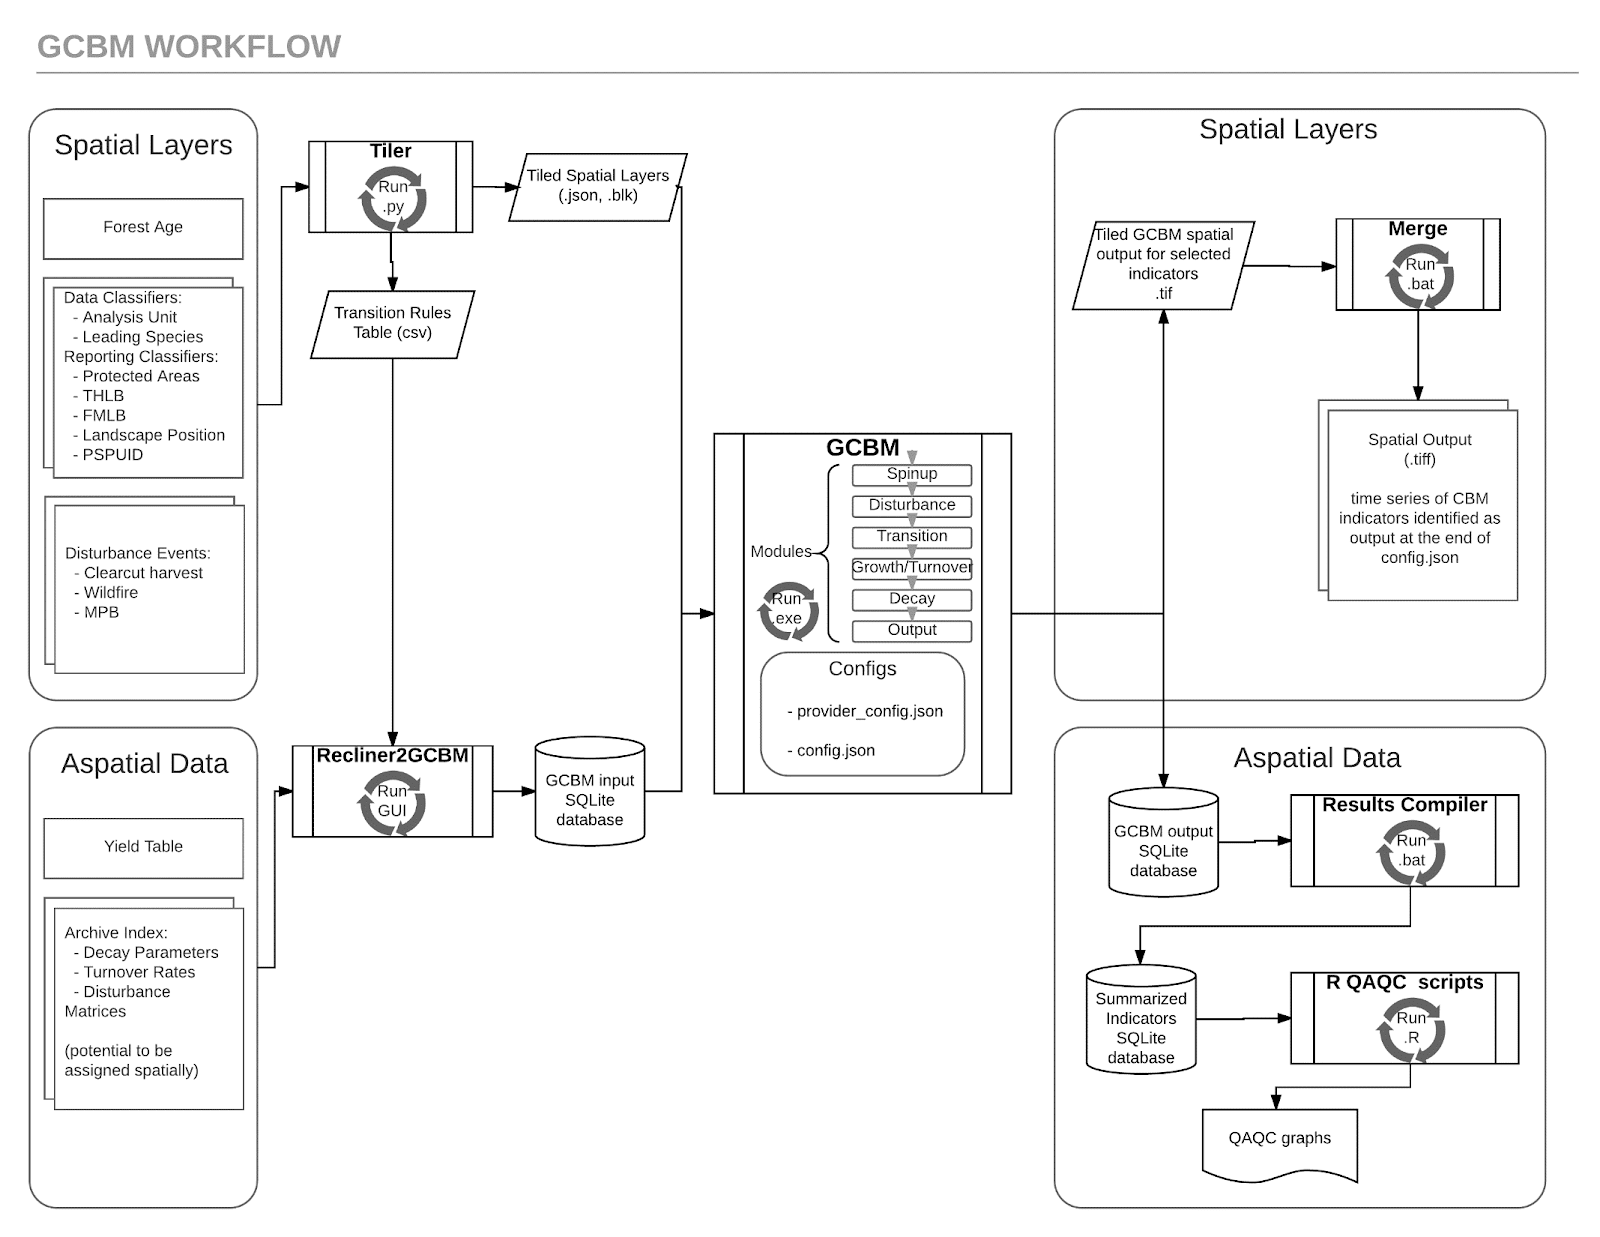 GCBM WORKFLOW
Spatial Layers
Forest Age
Data Classifiers:
- Analysis Unit
- Leading Species
Reporting Classifiers:
- Protected Areas
- THLB
- FMLB
- Landscape Position
- PSPUID
Disturbance Events:
- Clearcut harvest
- Wildfire
- MPB
Aspatial Data
Yield Table
Archive Index:
- Decay Parameters
- Turnover Rates
- Disturbance
Matrices
(potential to be
assigned spatially)
Tiler
Run
.py
Tiled Spatial Layers
(.json, .blk)
Transition Rules
Table (csv)
Recliner2GCBM
Run
GUI
GCBM input
SQLite
database
GCBM
Modules
Spinup
Disturbance
Transition
Growth/Turnover
Decay
Output
Run
.exe
Configs
- provider_config.json
- config.json
Spatial Layers
Tiled GCBM spatial
output for selected
indicators
.tif
Merge
Run
.bat
Spatial Output
(.tiff)
time series of CBM
indicators identified as
output at the end of
config.json
Aspatial Data
GCBM output
SQLite
database
Results Compiler
Run
.bat
Summarized
Indicators
SQLite
database
R QAQC scripts
Run
.R
QAQC graphs